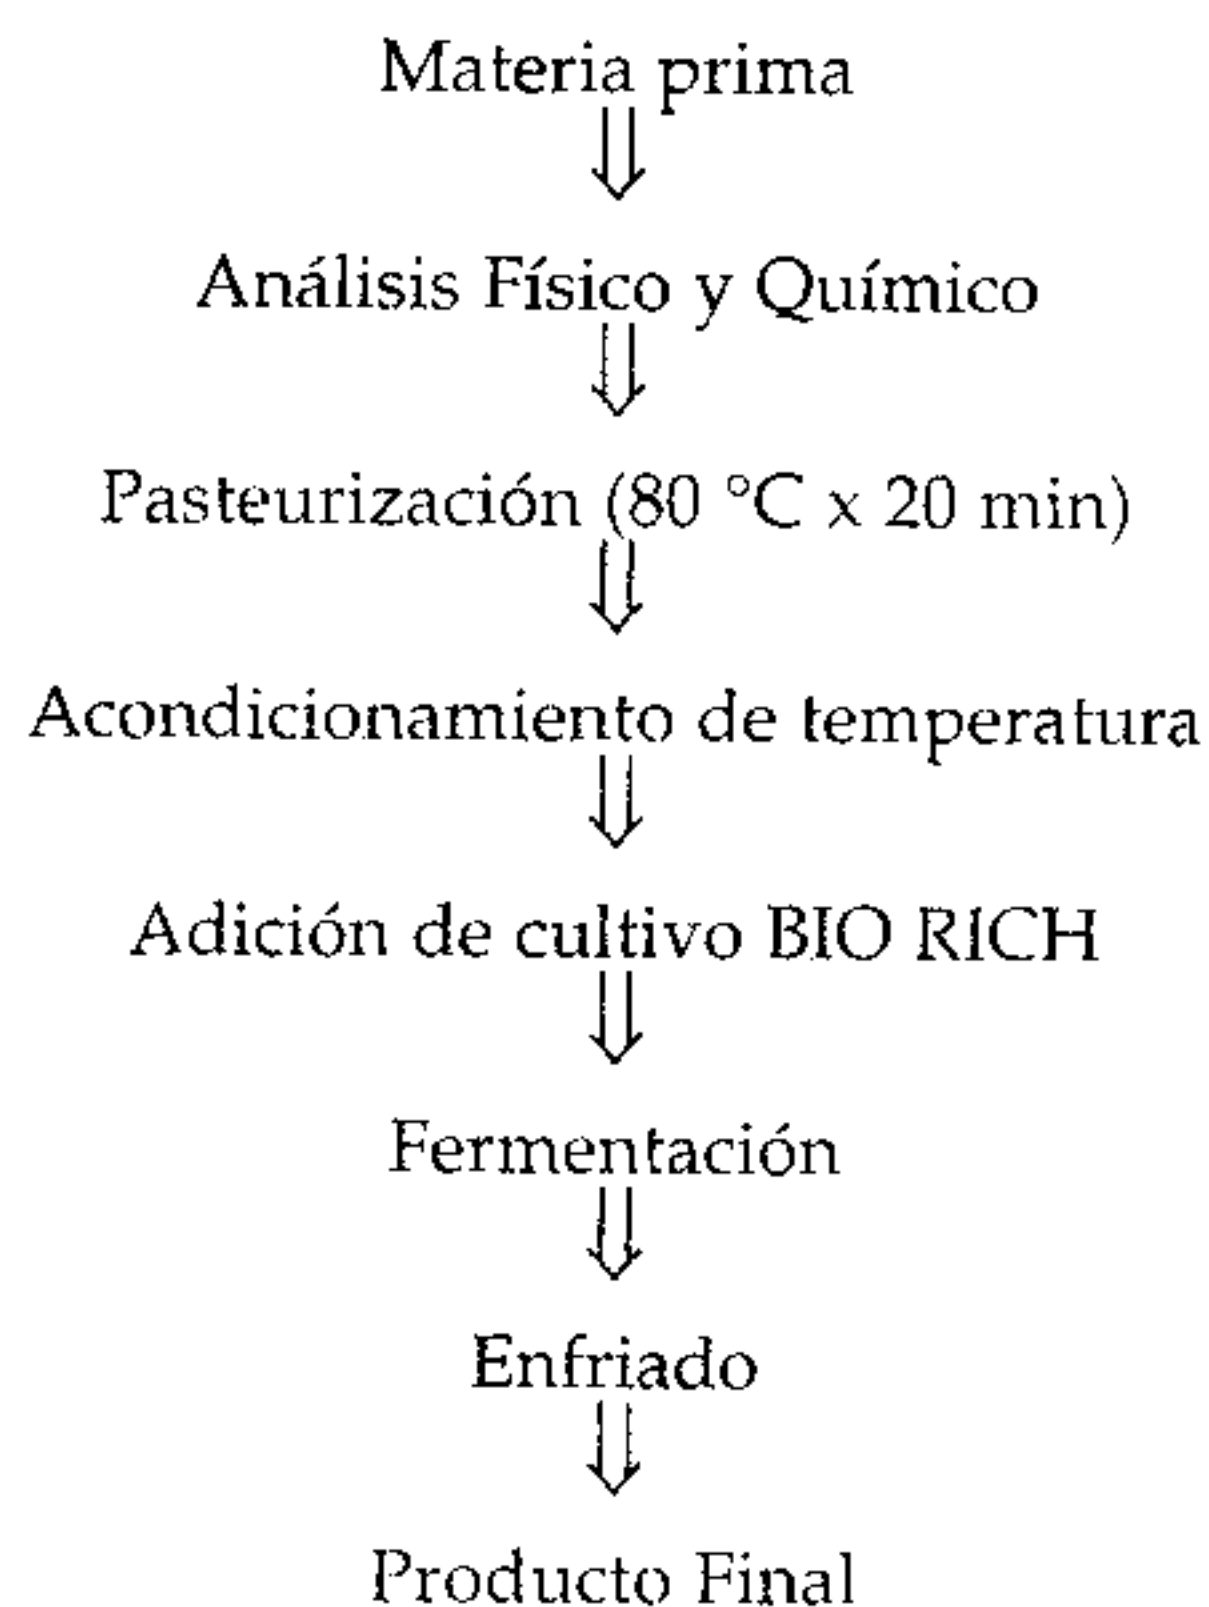 Materia prima
Análisis Físico y Químico
Pasteurización (80 °C x 20 min)
Acondicionamiento de temperatura
Adición de cultivo BIO RICH
Fermentación
Enfriado
Producto Final